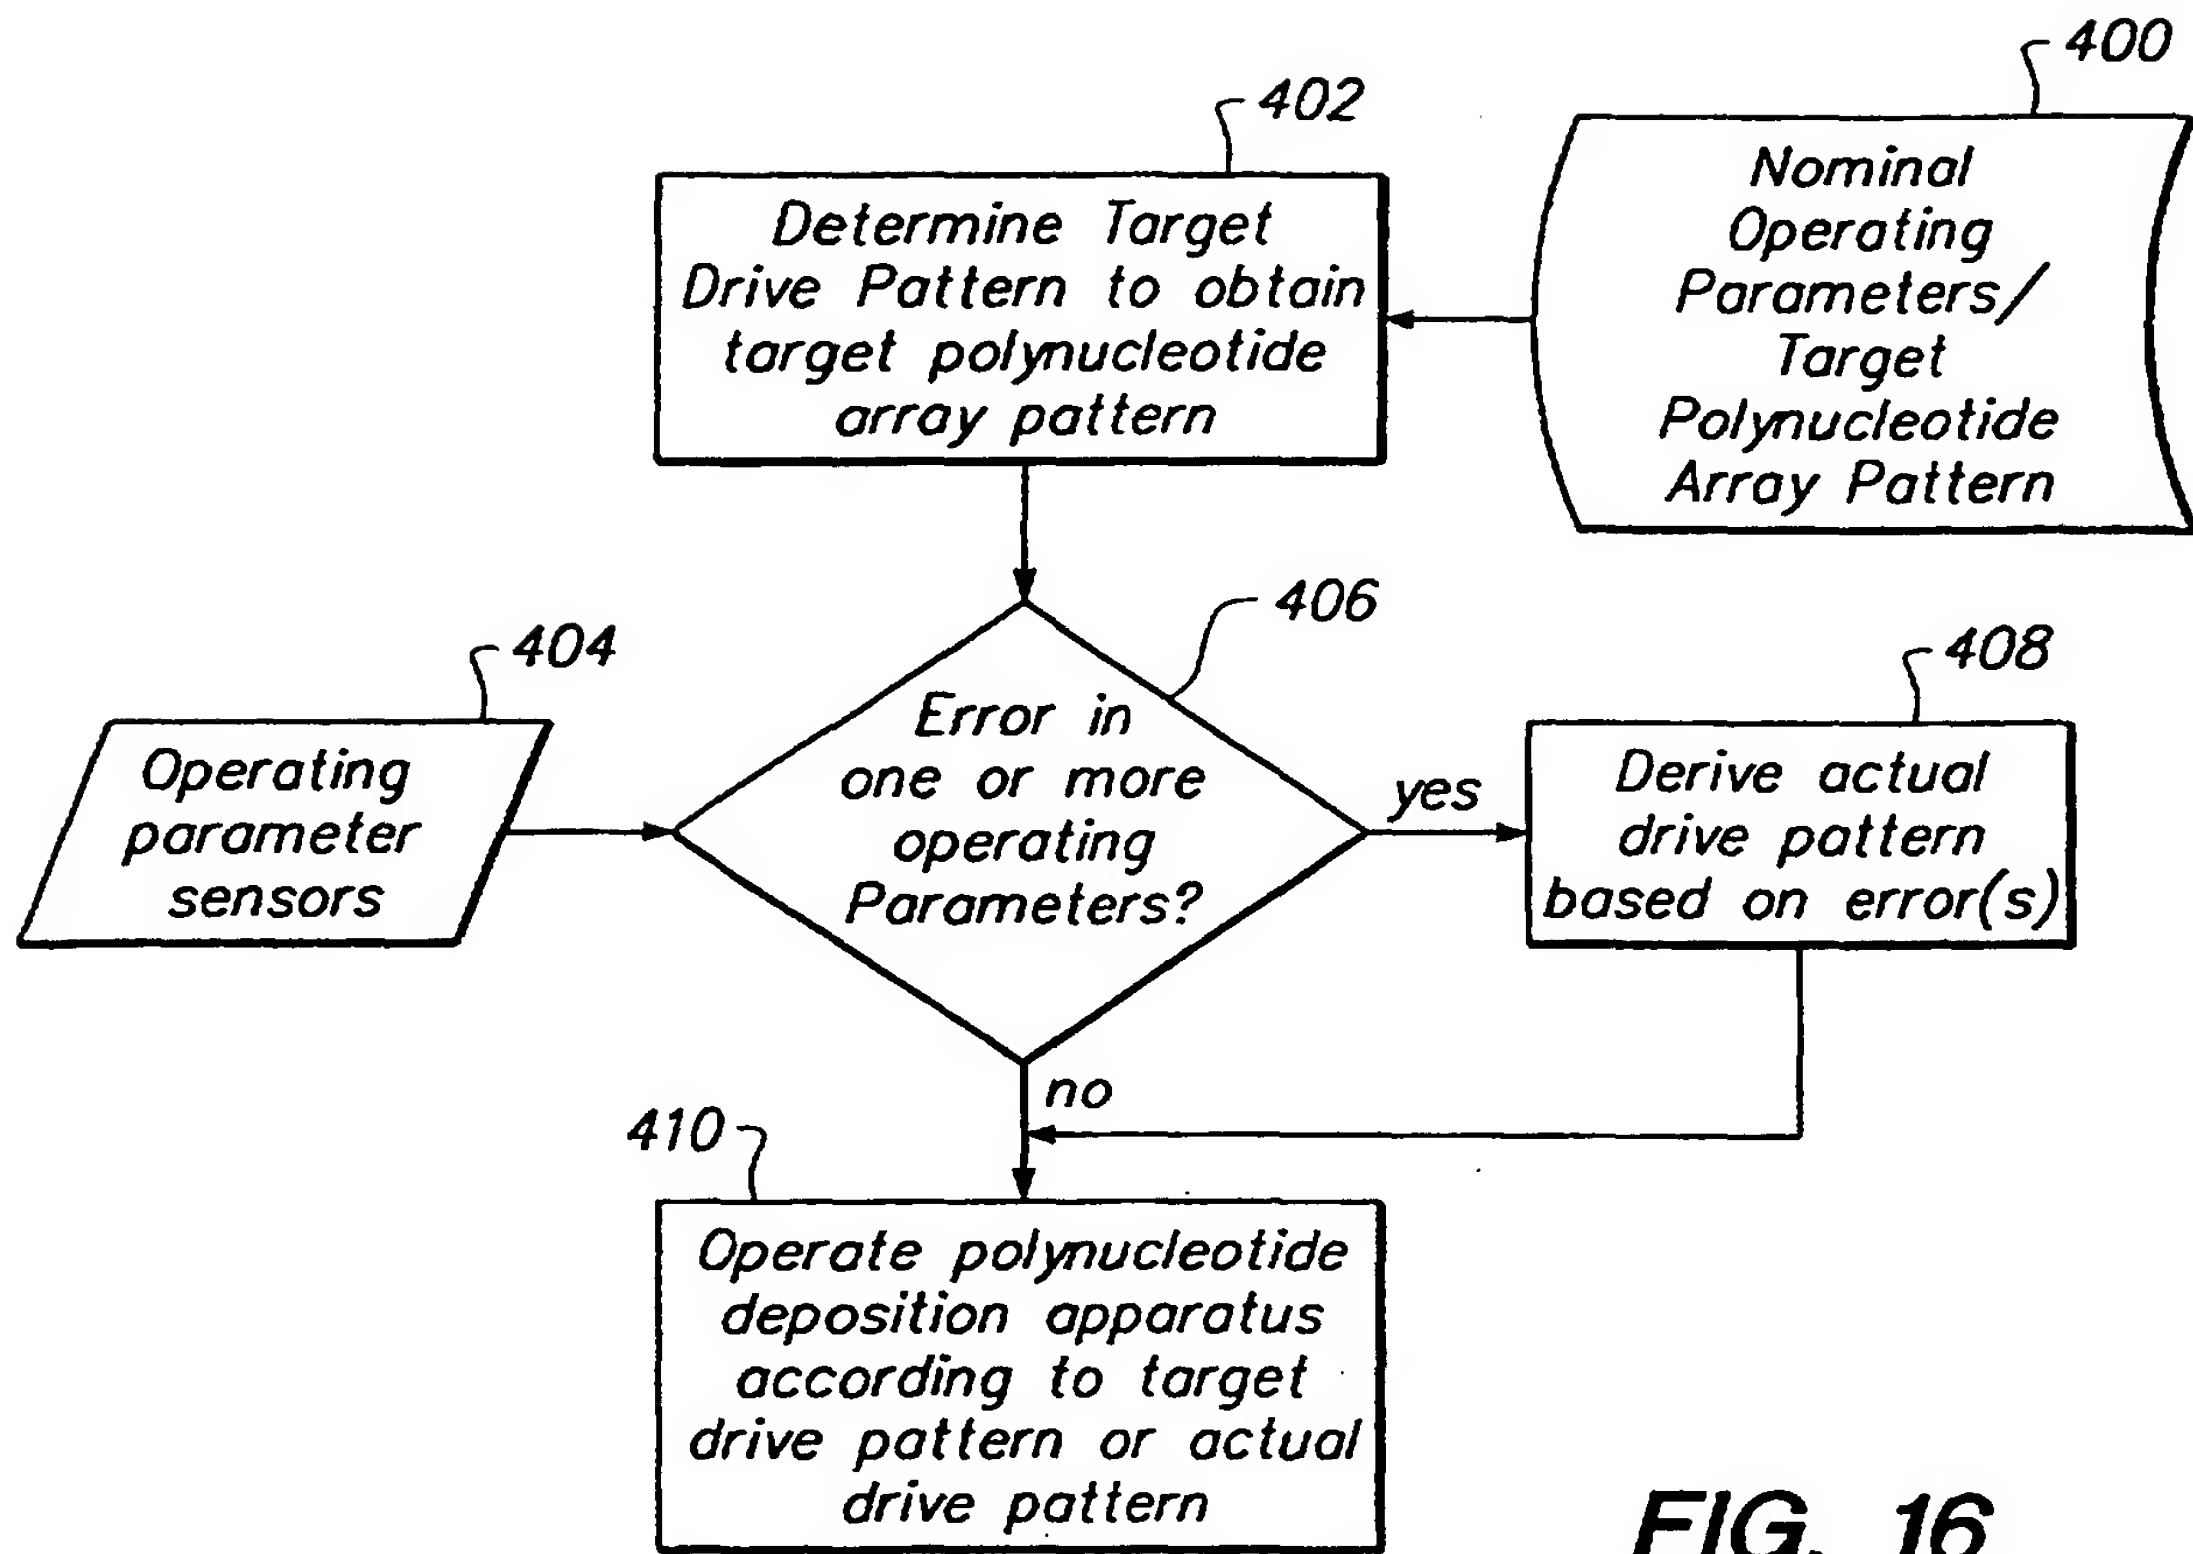 400
Nominal
Operating
Parameters/
Target
Polynucleotide
Array Pattern
402
Determine Target
Drive Pattern to obtain
target polynucleotide
array pattern
404
Operating
parameter
sensors
406
Error in
one or more
operating
Parameters?
yes
408
Derive actual
drive pattern
based on error(s)
no
410
Operate polynucleotide
deposition apparatus
according to target
drive pattern or actual
drive pattern
FIG. 16